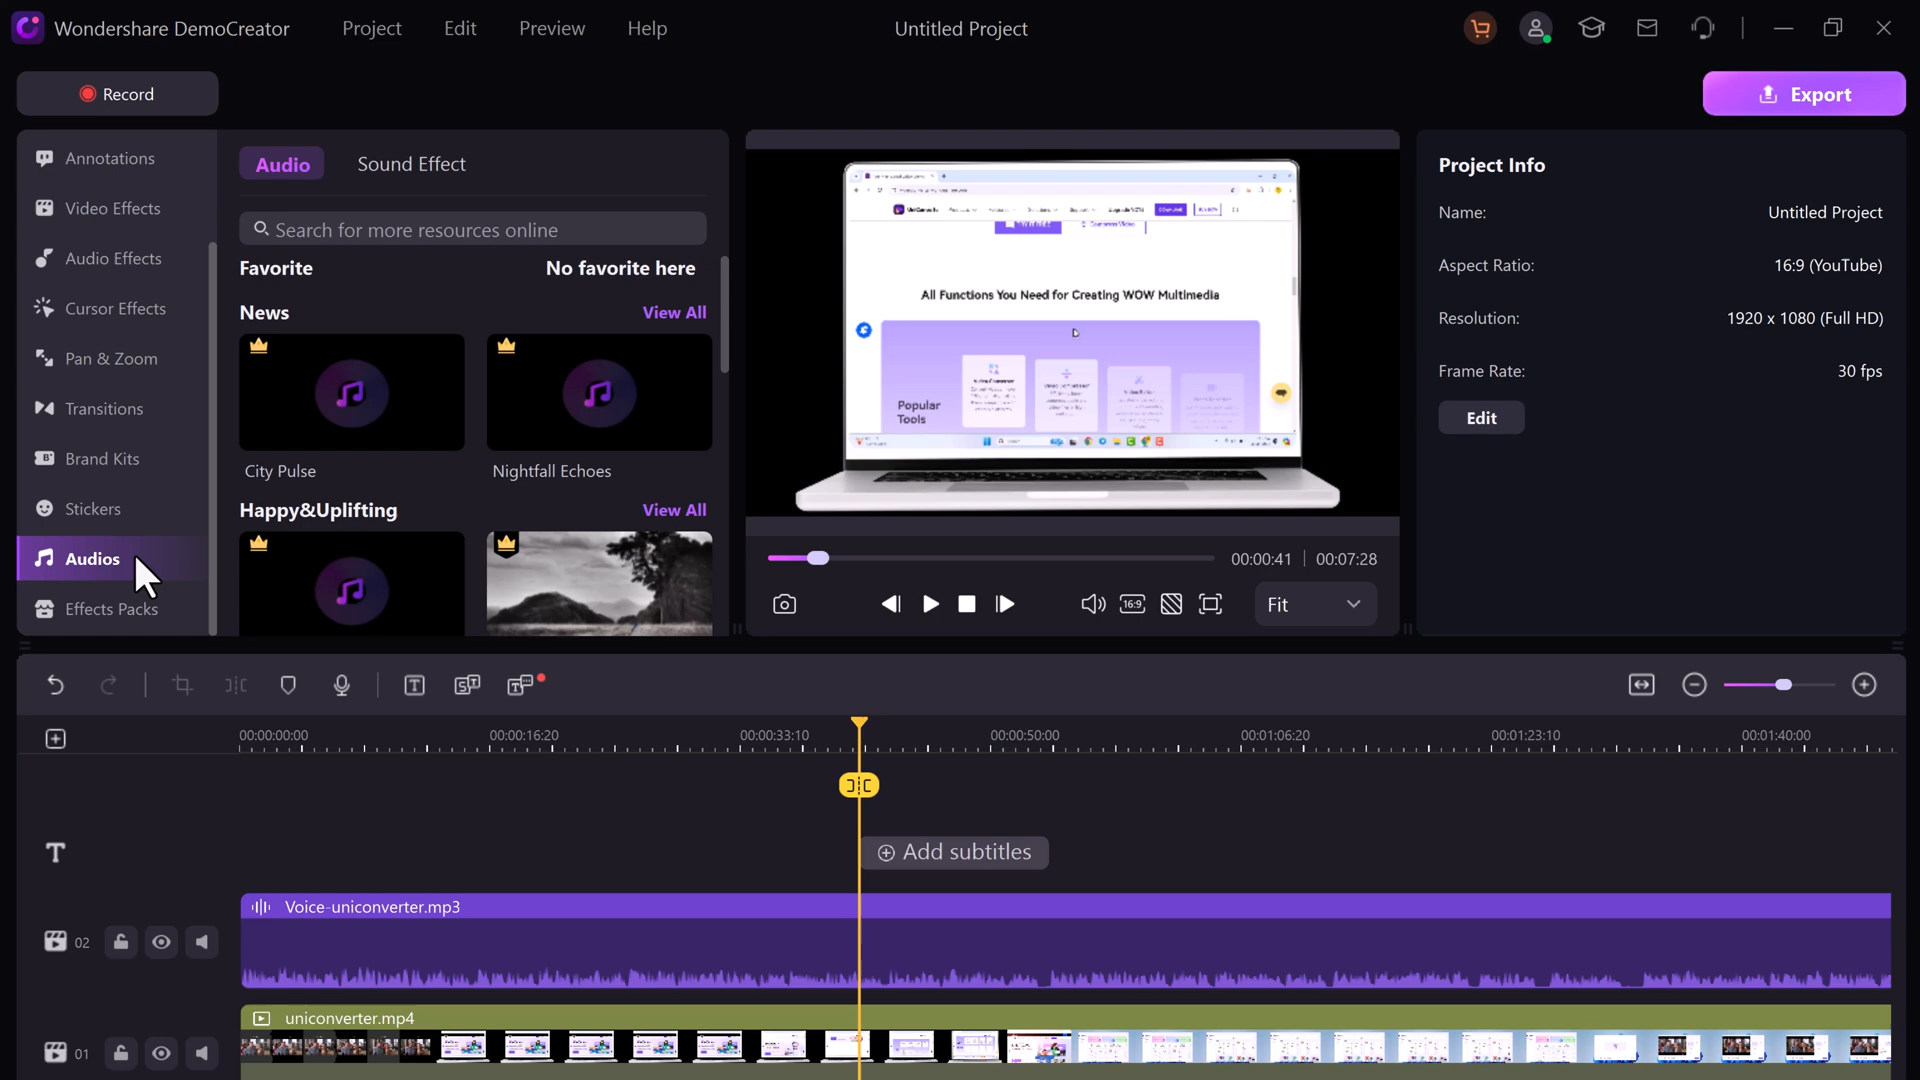 Wondershare DemoCreator
Project
Edit
Preview
Help
Untitled Project
Record
Export
Annotations
Video Effects
Audio Effects
Cursor Effects
Pan & Zoom
Transitions
Brand Kits
Stickers
Audios
Effects Packs
Audio
Sound Effect
Search for more resources online
Favorite
No favorite here
News
View All
City Pulse
Nightfall Echoes
Happy&Uplifting
View All
All Functions You Need for Creating WOW Multimedia
Popular
Tools
00:00:41
00:07:28
16:9
Fit
Project Info
Name:
Untitled Project
Aspect Ratio:
16:9 (YouTube)
Resolution:
1920 x 1080 (Full HD)
Frame Rate:
30 fps
Edit
00:00:00:00
00:00:16:20
00:00:33:10
00:00:50:00
00:01:06:20
00:01:23:10
00:01:40:00
Add subtitles
Voice-uniconverter.mp3
02
uniconverter.mp4
01